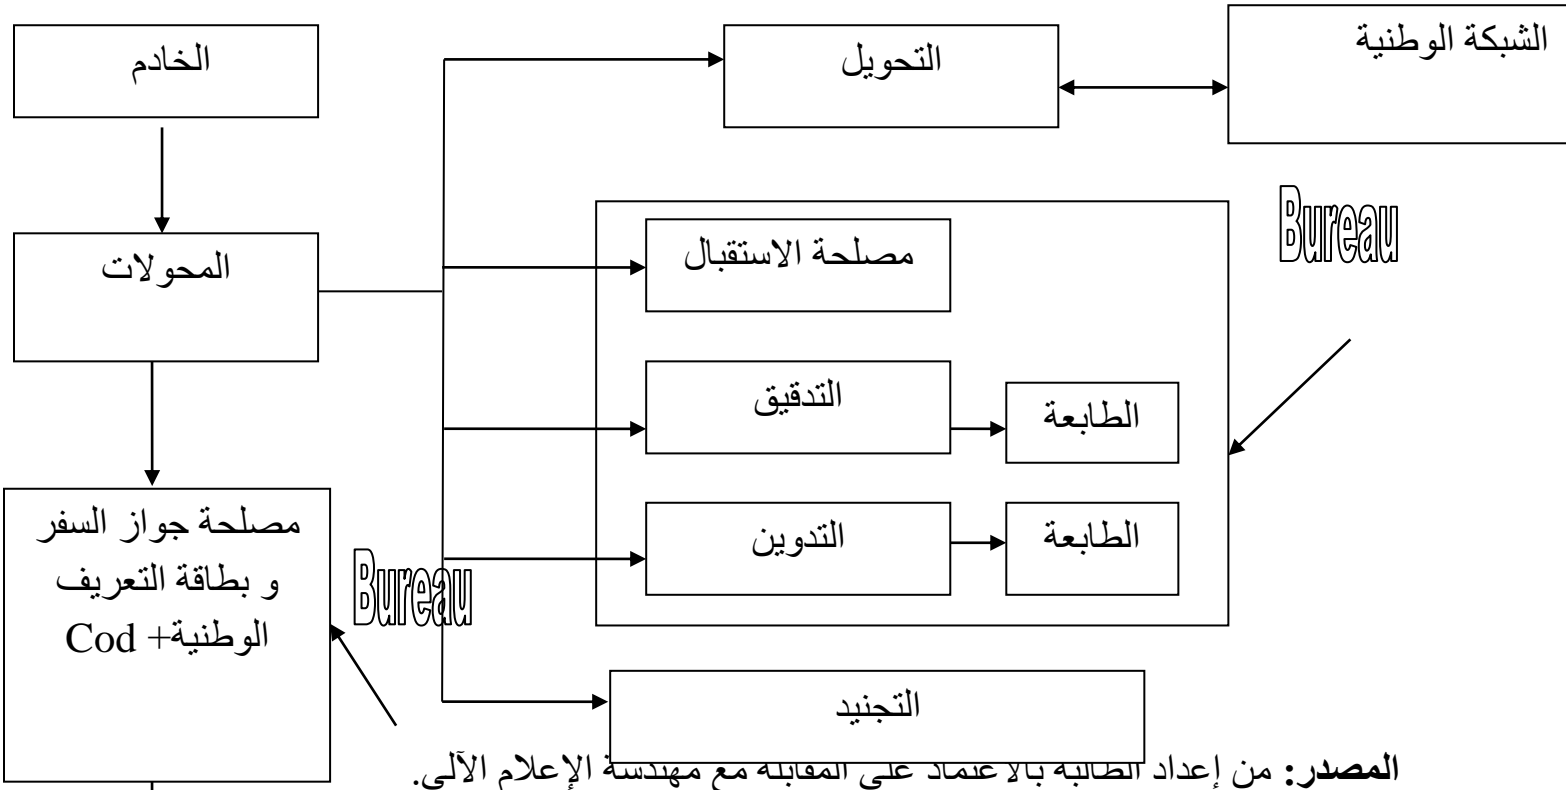 الشبكة الوطنية
التحويل
الخادم
Bureau
المحولات
مصلحة الاستقبال
التدقيق
الطابعة
التدوين
الطابعة
مصلحة جواز السفر
و بطاقة التعريف
الوطنية+ Cod
Bureau
التجنيد
المصدر: من إعداد الطالبة بالاعتماد على المقابلة مع مهندسة الإعلام الآلي.